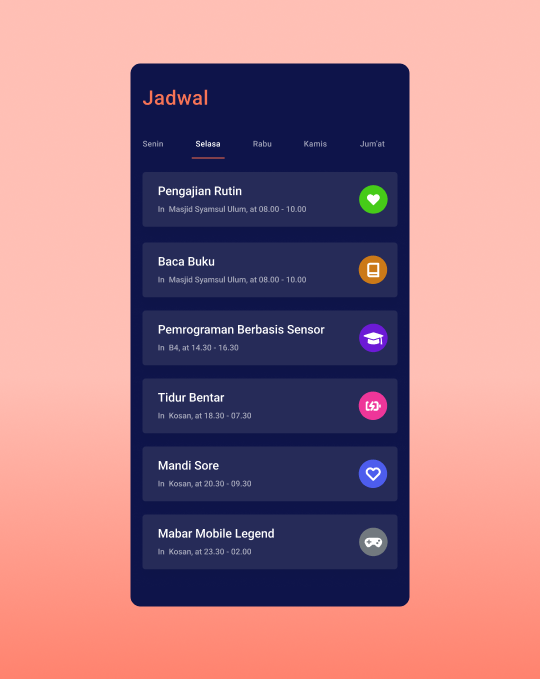 Jadwal
Senin Selasa Rabu Kamis Jum'at
Pengajian Rutin
In Masjid Syamsul Ulum, at 08.00 - 10.00
Baca Buku
In Masjid Syamsul Ulum, at 08.00 - 10.00
Pemrograman Berbasis Sensor
In B4, at 14.30 - 16.30
Tidur Bentar
In Kosan, at 18.30 - 07.30
Mandi Sore
In Kosan, at 20.30 - 09.30
Mabar Mobile Legend
In Kosan, at 23.30 - 02.00